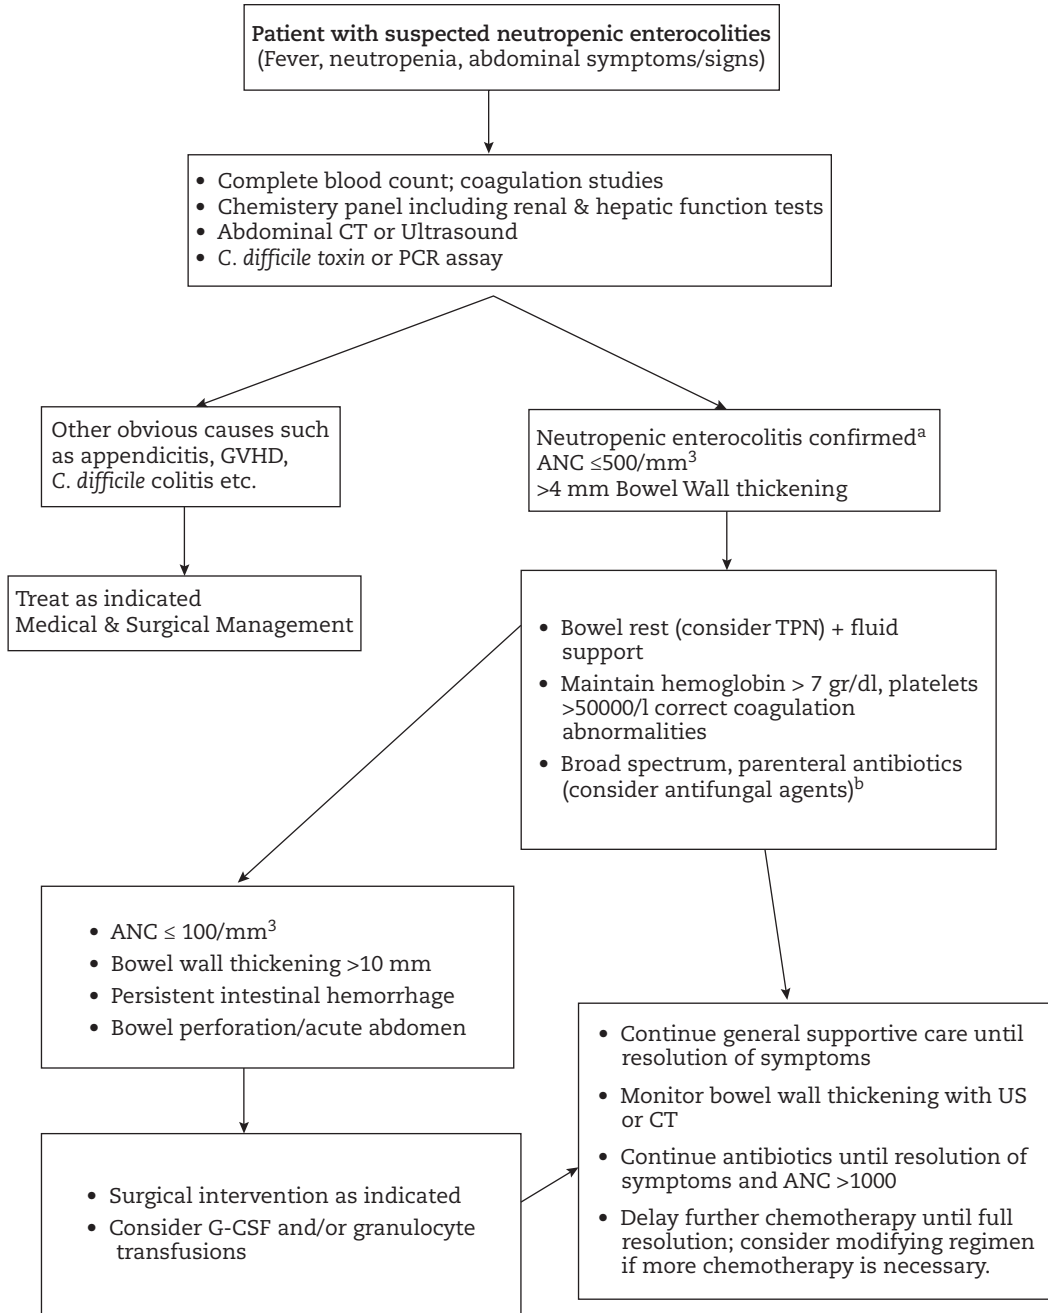 Patient with suspected neutropenic enterocolities
(Fever, neutropenia, abdominal symptoms/signs)
• Complete blood count; coagulation studies
• Chemistery panel including renal & hepatic function tests
• Abdominal CT or Ultrasound
• C. difficile toxin or PCR assay
Other obvious causes such
as appendicitis, GVHD,
C. difficile colitis etc.
Neutropenic enterocolitis confirmedᵃ
ANC ≤500/mm³
>4 mm Bowel Wall thickening
Treat as indicated
Medical & Surgical Management
• Bowel rest (consider TPN) + fluid
support
• Maintain hemoglobin > 7 gr/dl, platelets
>50000/l correct coagulation
abnormalities
• Broad spectrum, parenteral antibiotics
(consider antifungal agents)ᵇ
• ANC ≤ 100/mm³
• Bowel wall thickening >10 mm
• Persistent intestinal hemorrhage
• Bowel perforation/acute abdomen
• Surgical intervention as indicated
• Consider G-CSF and/or granulocyte
transfusions
• Continue general supportive care until
resolution of symptoms
• Monitor bowel wall thickening with US
or CT
• Continue antibiotics until resolution of
symptoms and ANC >1000
• Delay further chemotherapy until full
resolution; consider modifying regimen
if more chemotherapy is necessary.